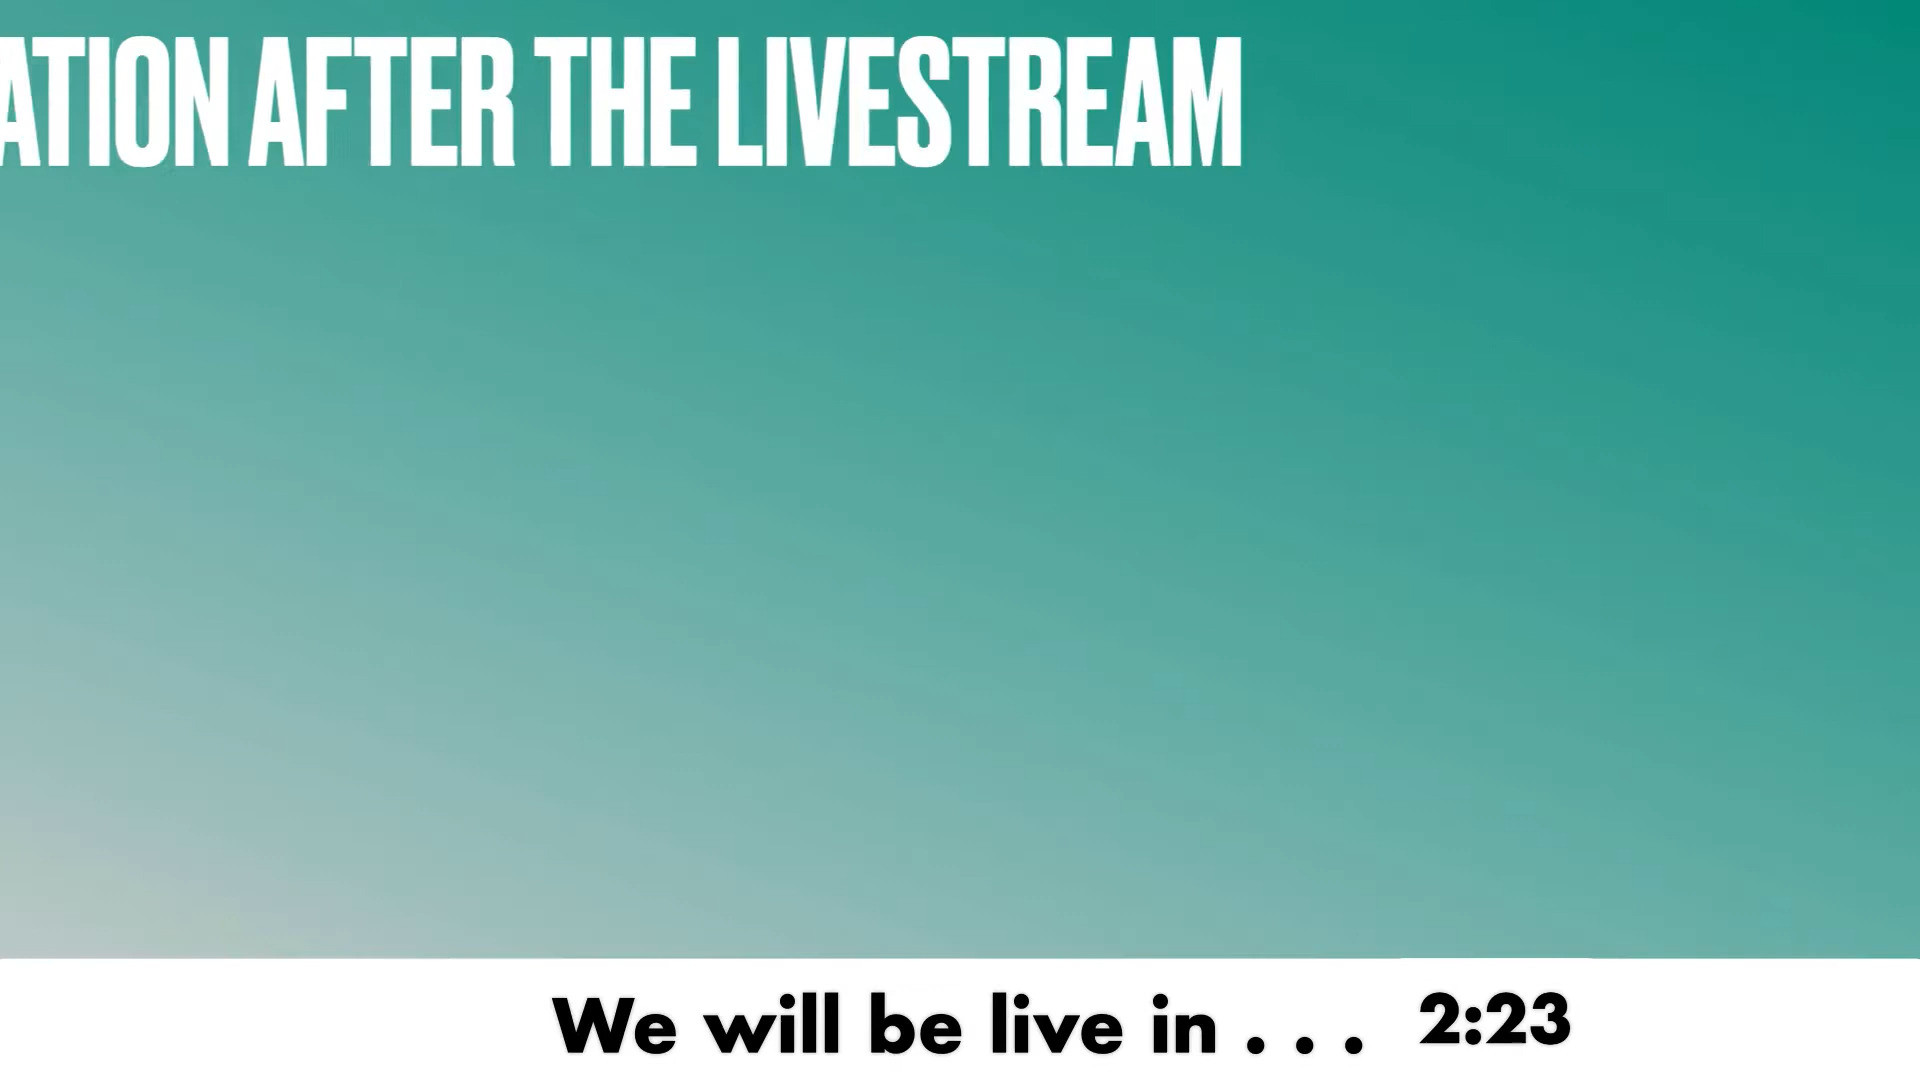 ATION AFTER THE LIVESTREAM
We will be live in . . . 2:23